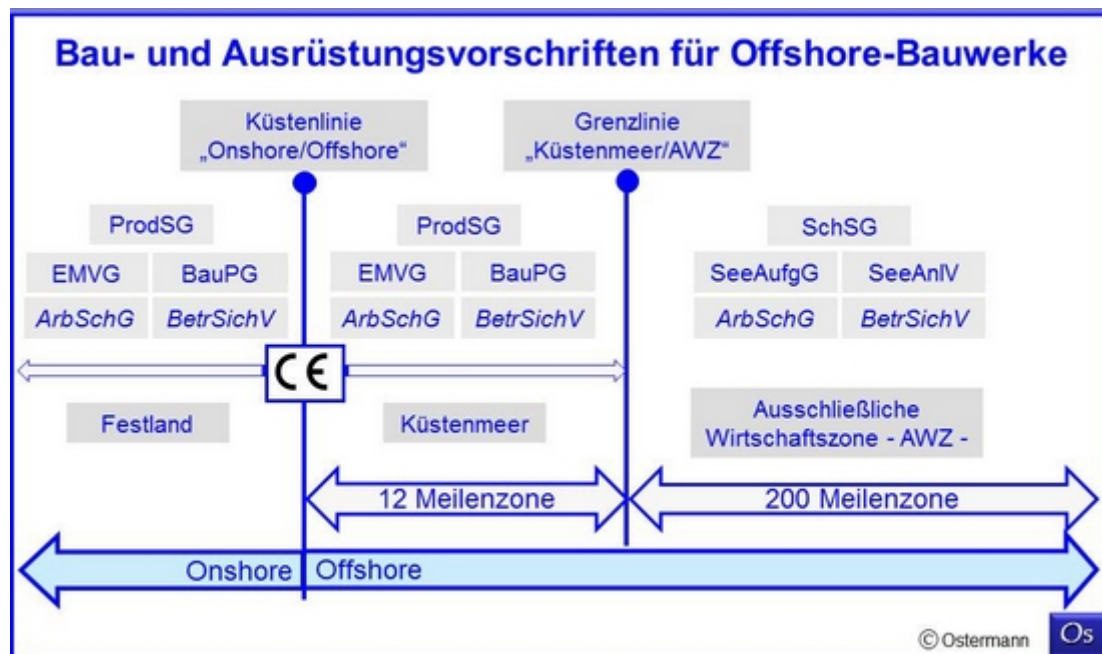 Bau- und Ausrüstungsvorschriften für Offshore-Bauwerke
Küstenlinie
„Onshore/Offshore“
Grenzlinie
„Küstenmeer/AWZ“
ProdSG
EMVG
BauPG
ArbSchG
BetrSichV
ProdSG
EMVG
BauPG
ArbSchG
BetrSichV
SchSG
SeeAufgG
SeeAnlV
ArbSchG
BetrSichV
CE
Festland
Küstenmeer
Ausschließliche
Wirtschaftszone - AWZ -
12 Meilenzone
200 Meilenzone
Onshore
Offshore
© Ostermann
Os